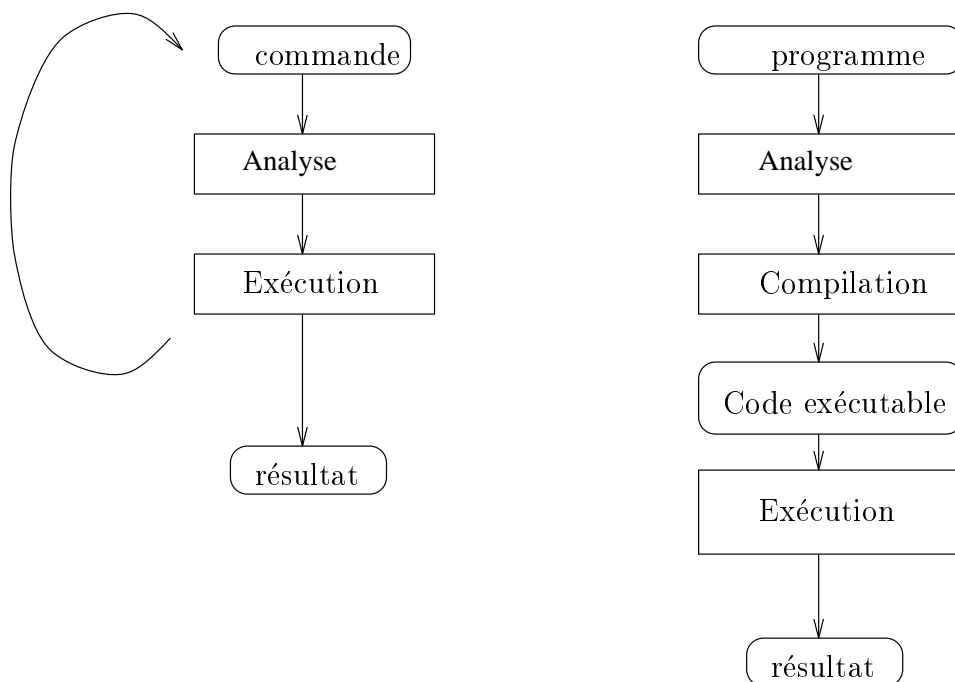 commande
Analyse
Exécution
résultat
programme
Analyse
Compilation
Code exécutable
Exécution
résultat